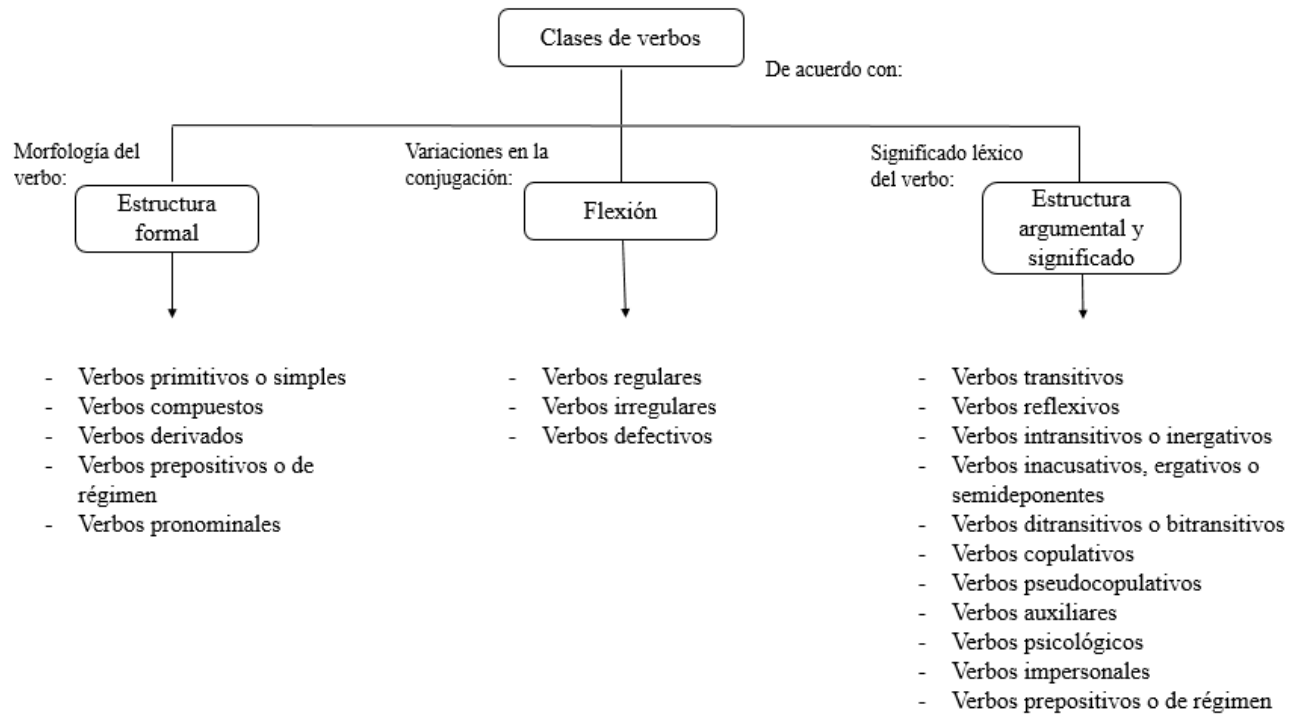 Clases de verbos
De acuerdo con:
Morfología del
verbo:
Estructura
formal
- Verbos primitivos o simples
- Verbos compuestos
- Verbos derivados
- Verbos prepositivos o de
régimen
- Verbos pronominales
Variaciones en la
conjugación:
Flexión
- Verbos regulares
- Verbos irregulares
- Verbos defectivos
Significado léxico
del verbo:
Estructura
argumental y
significado
- Verbos transitivos
- Verbos reflexivos
- Verbos intransitivos o inergativos
- Verbos inacusativos, ergativos o
semideponentes
- Verbos ditransitivos o bitransitivos
- Verbos copulativos
- Verbos pseudocopulativos
- Verbos auxiliares
- Verbos psicológicos
- Verbos impersonales
- Verbos prepositivos o de régimen